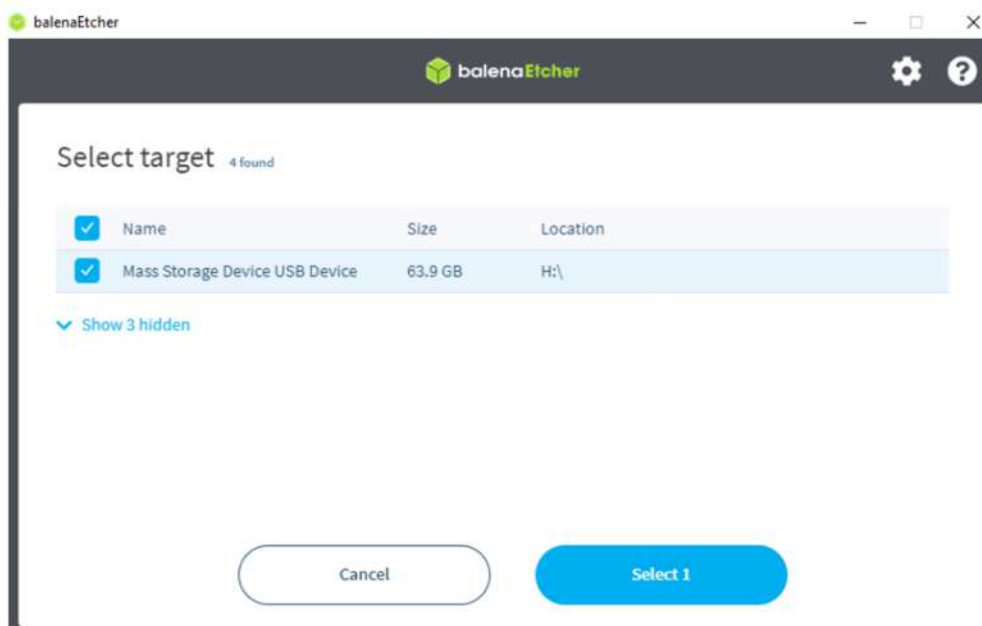 balenaEtcher
balenaEtcher
Select target 4 found
Name Size Location
Mass Storage Device USB Device 63.9 GB H:\
Show 3 hidden
Cancel Select 1